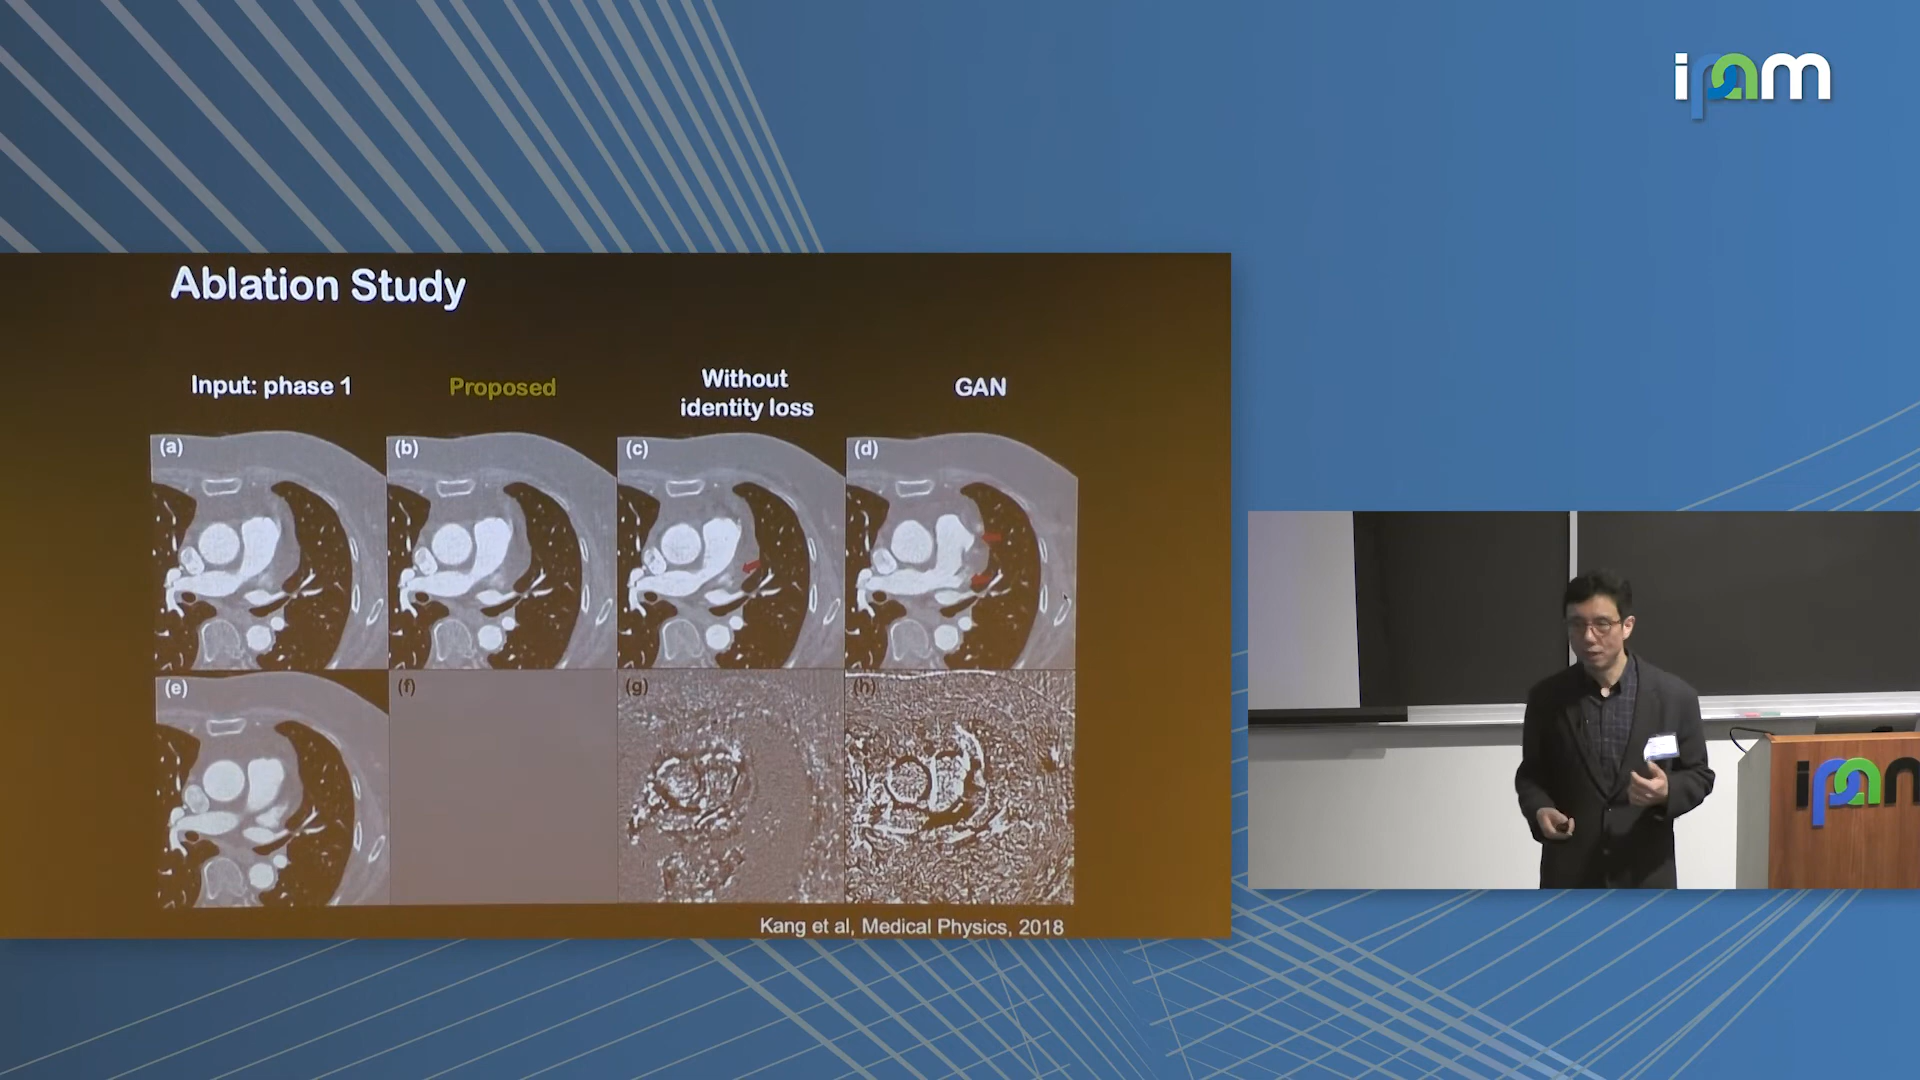 ipam
Ablation Study
Input: phase 1
Proposed
Without
identity loss
GAN
(a)
(b)
(c)
(d)
(e)
(f)
(g)
(h)
Kang et al, Medical Physics, 2018
ipam